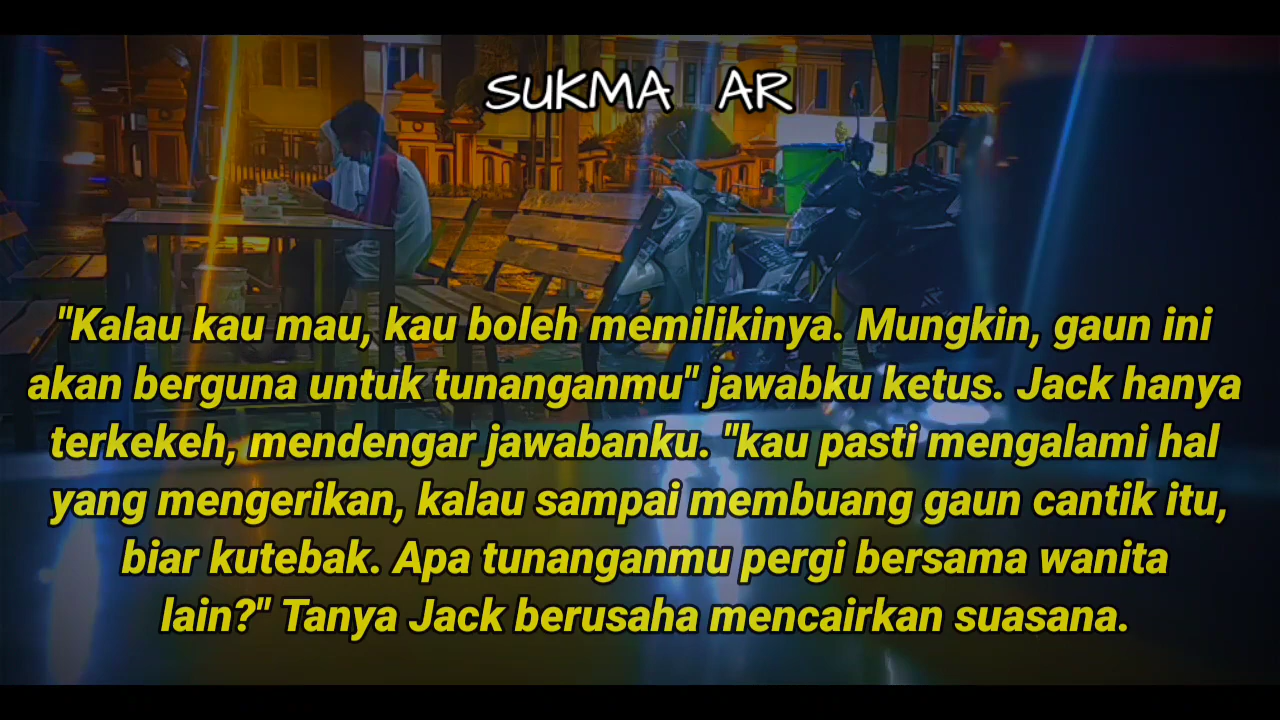 SUKMA AR
"Kalau kau mau, kau boleh memilikinya. Mungkin, gaun ini
akan berguna untuk tunanganmu" jawabku ketus. Jack hanya
terkekeh, mendengar jawabanku. "kau pasti mengalami hal
yang mengerikan, kalau sampai membuang gaun cantik itu,
biar kutebak. Apa tunanganmu pergi bersama wanita
lain?" Tanya Jack berusaha mencairkan suasana.